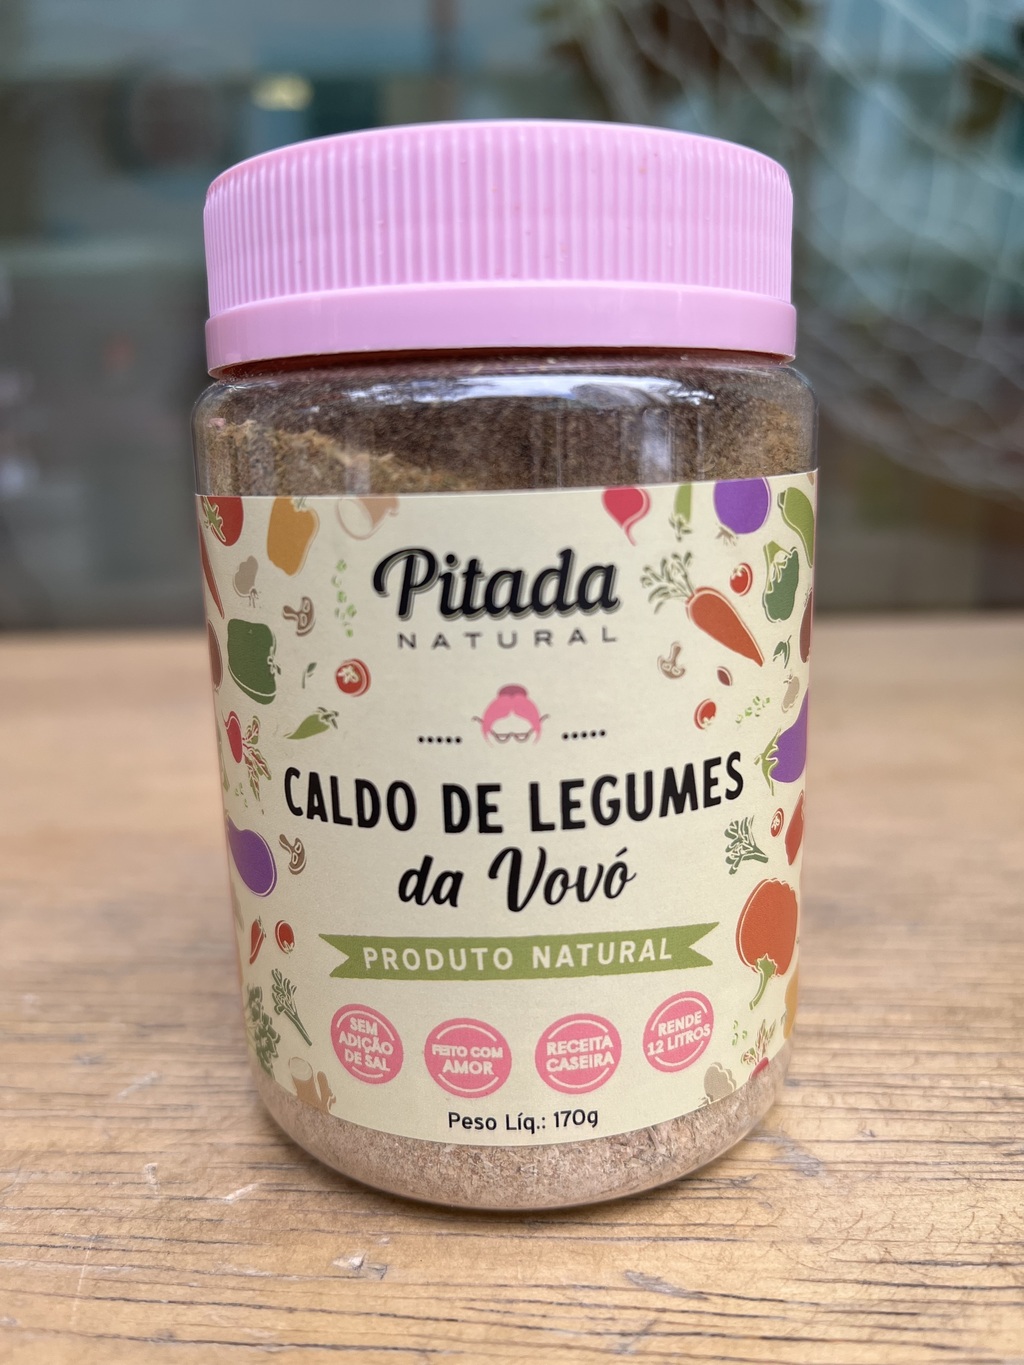 Pitada
NATURAL
CALDO DE LEGUMES
da Vovó
PRODUTO NATURAL
SEM
ADIÇÃO
DE SAL
FEITO COM
AMOR
RECEITA
CASEIRA
RENDE
12 LITROS
Peso Líq.: 170g